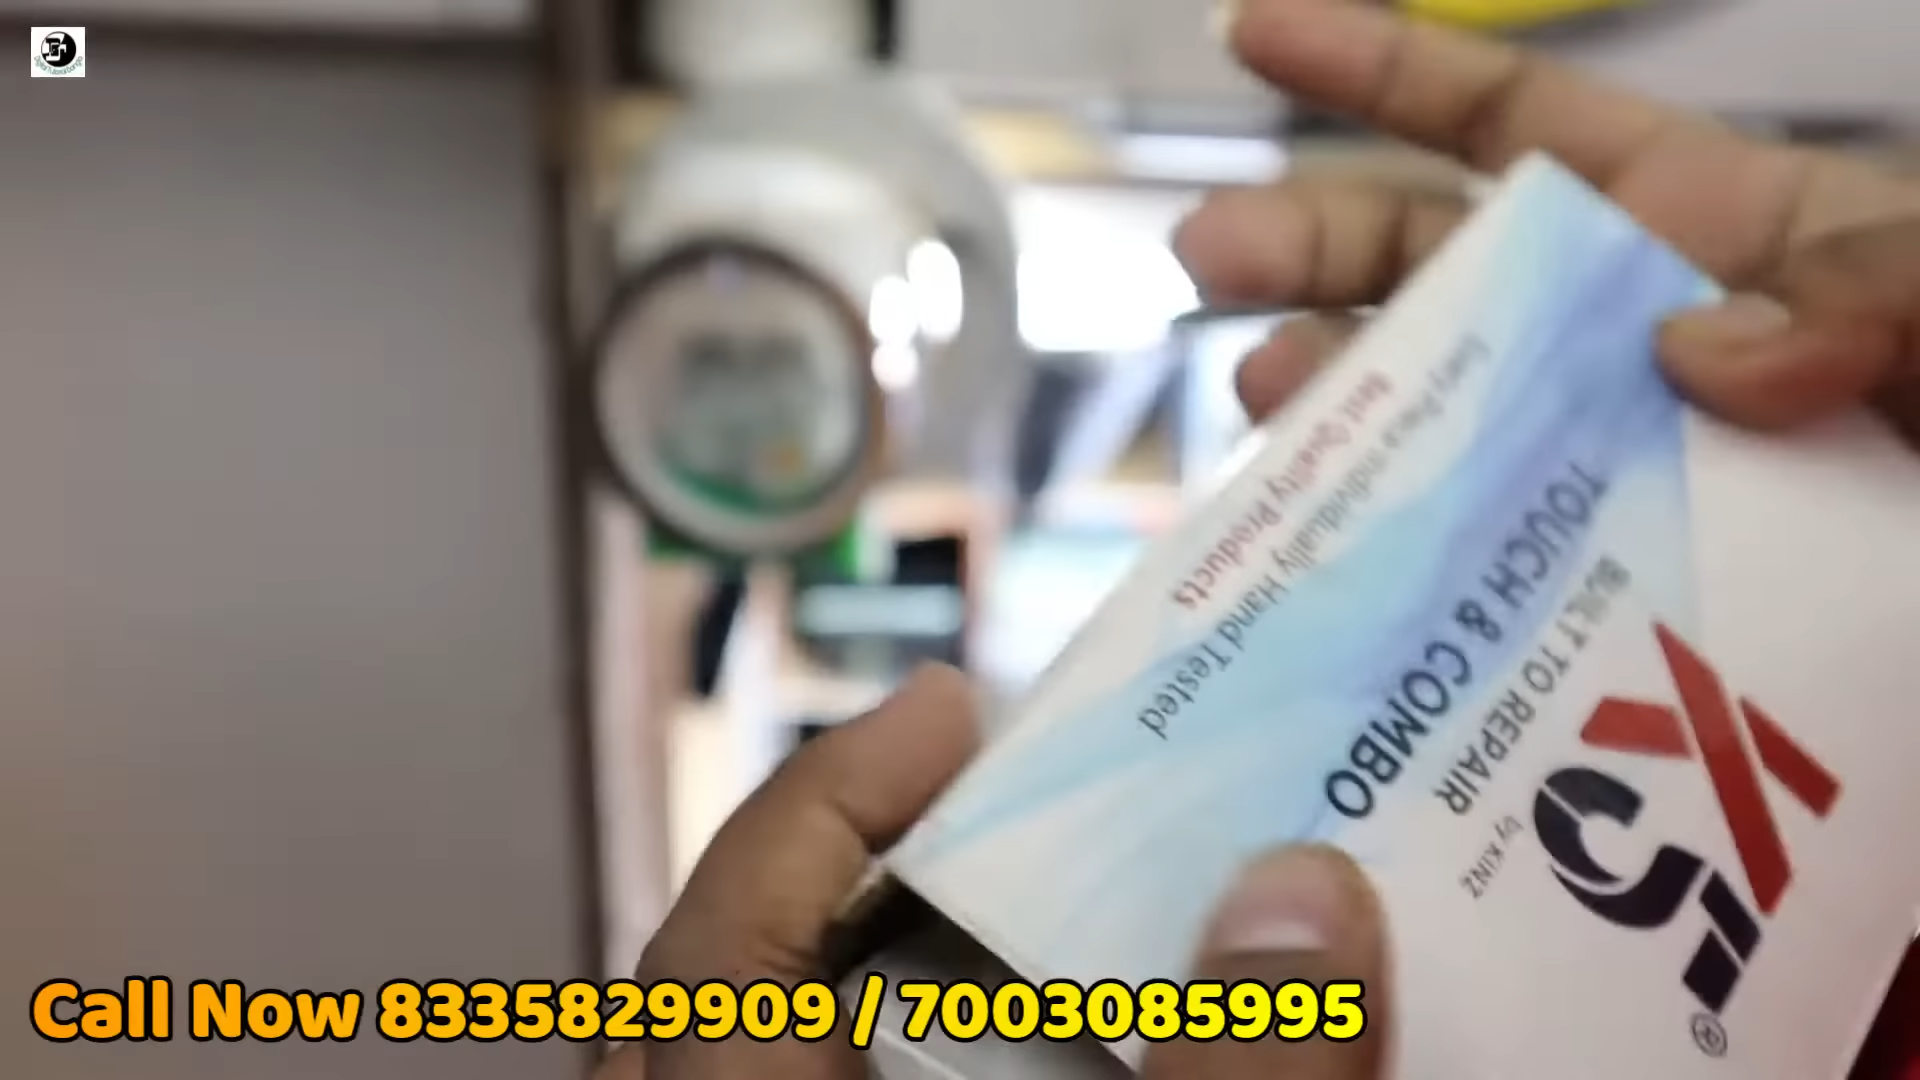 Every Piece Individually Hand Tested
Best Quality Products
TOUCH & COMBO
BUILT TO REPAIR
by KINZ
®
Call Now 8335829909 / 7003085995